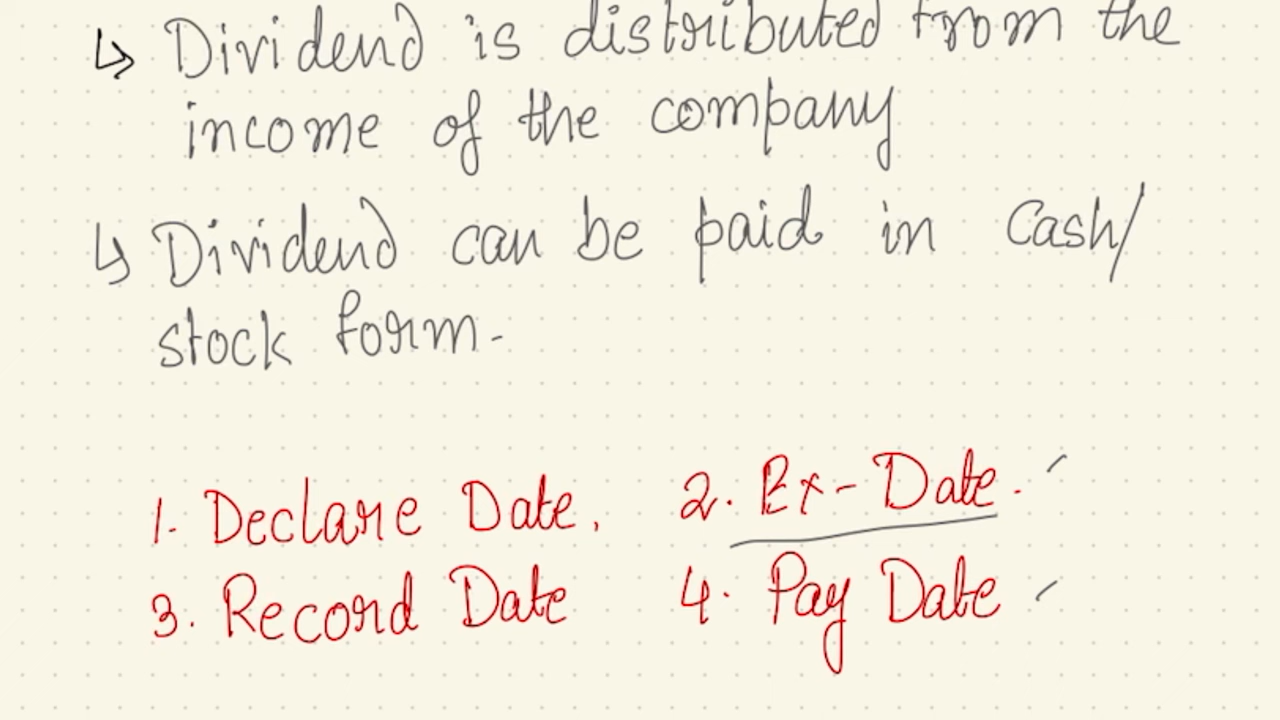 ↳ Dividend is distributed from the
income of the company
↳ Dividend can be paid in Cash/
stock form.
1. Declare Date. 2. Ex-Date.
3. Record Date 4. Pay Date